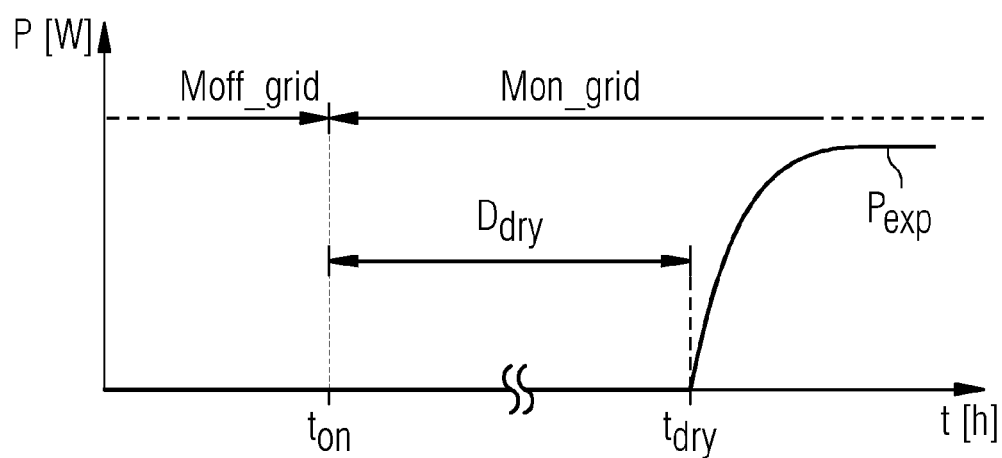 P [W]
Moff_grid Mon_grid
Pexp
Ddry
ton tdry t [h]